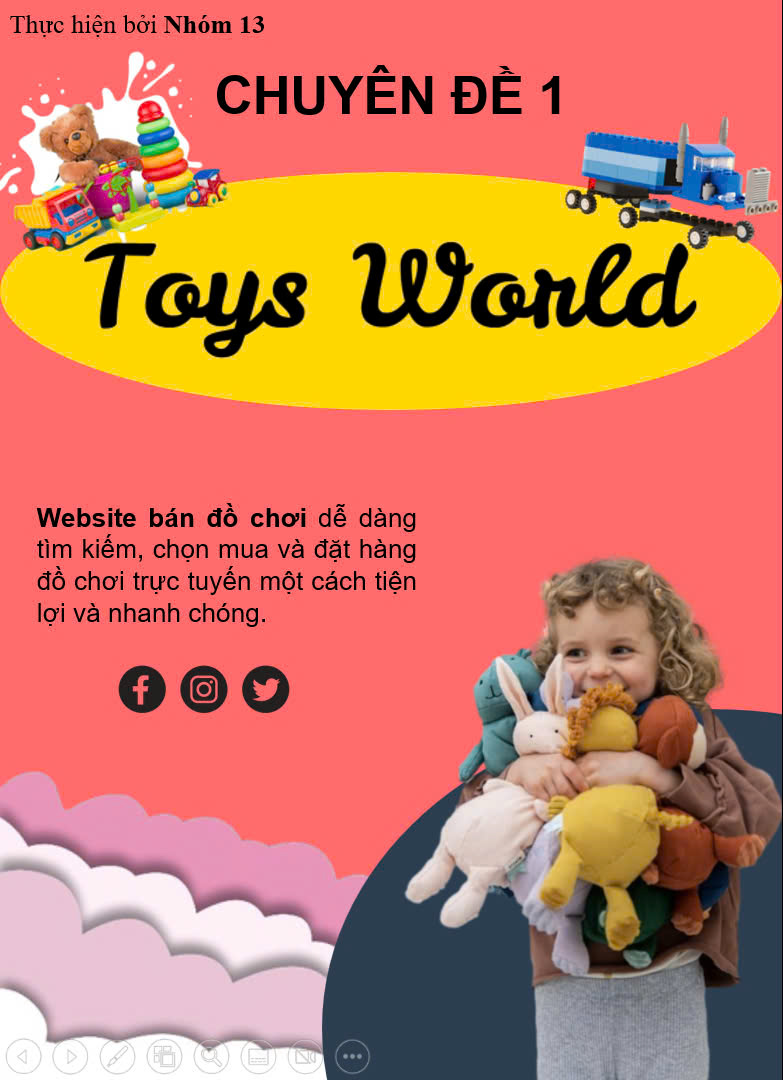 Thực hiện bởi Nhóm 13
CHUYÊN ĐỀ 1
Toys World
Website bán đồ chơi dễ dàng
tìm kiếm, chọn mua và đặt hàng
đồ chơi trực tuyến một cách tiện
lợi và nhanh chóng.